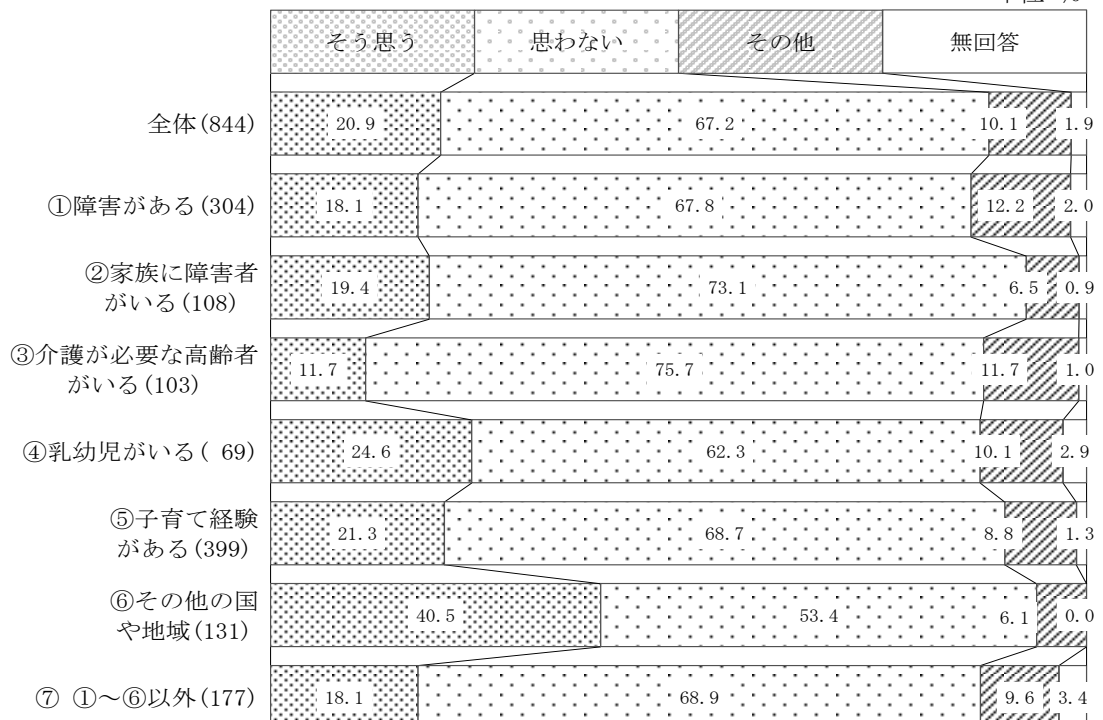 そう思う 思わない その他 無回答
全体(844) 20.9 67.2 10.1 1.9
①障害がある(304) 18.1 67.8 12.2 2.0
②家族に障害者
がいる(108) 19.4 73.1 6.5 0.9
③介護が必要な高齢者
がいる(103) 11.7 75.7 11.7 1.0
④乳幼児がいる( 69) 24.6 62.3 10.1 2.9
⑤子育て経験
がある(399) 21.3 68.7 8.8 1.3
⑥その他の国
や地域(131) 40.5 53.4 6.1 0.0
⑦ ①～⑥以外(177) 18.1 68.9 9.6 3.4